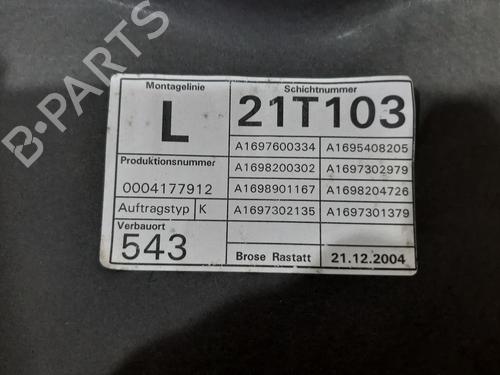 Montagelinie
L
Schichtnummer
21T103
Produktionsnummer
0004177912
Auftragstyp K
Verbauort
543
A1697600334 A1695408205
A1698200302 A1697302979
A1698901167 A1698204726
A1697302135 A1697301379
Brose Rastatt 21.12.2004
B-PARTS